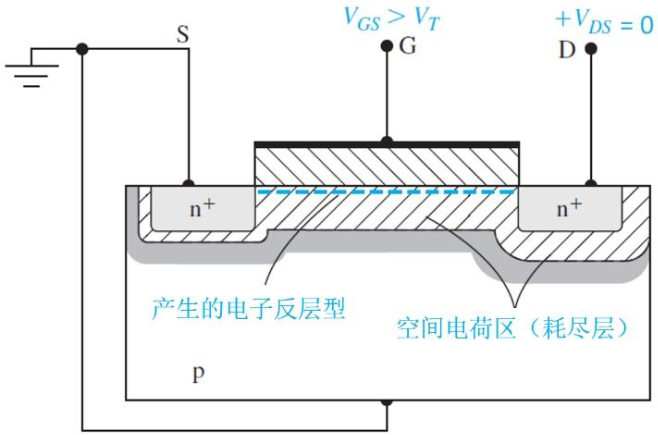 V_GS > V_T
+V_DS = 0
S
G
D
n+
n+
产生的电子反层型
空间电荷区（耗尽层）
p